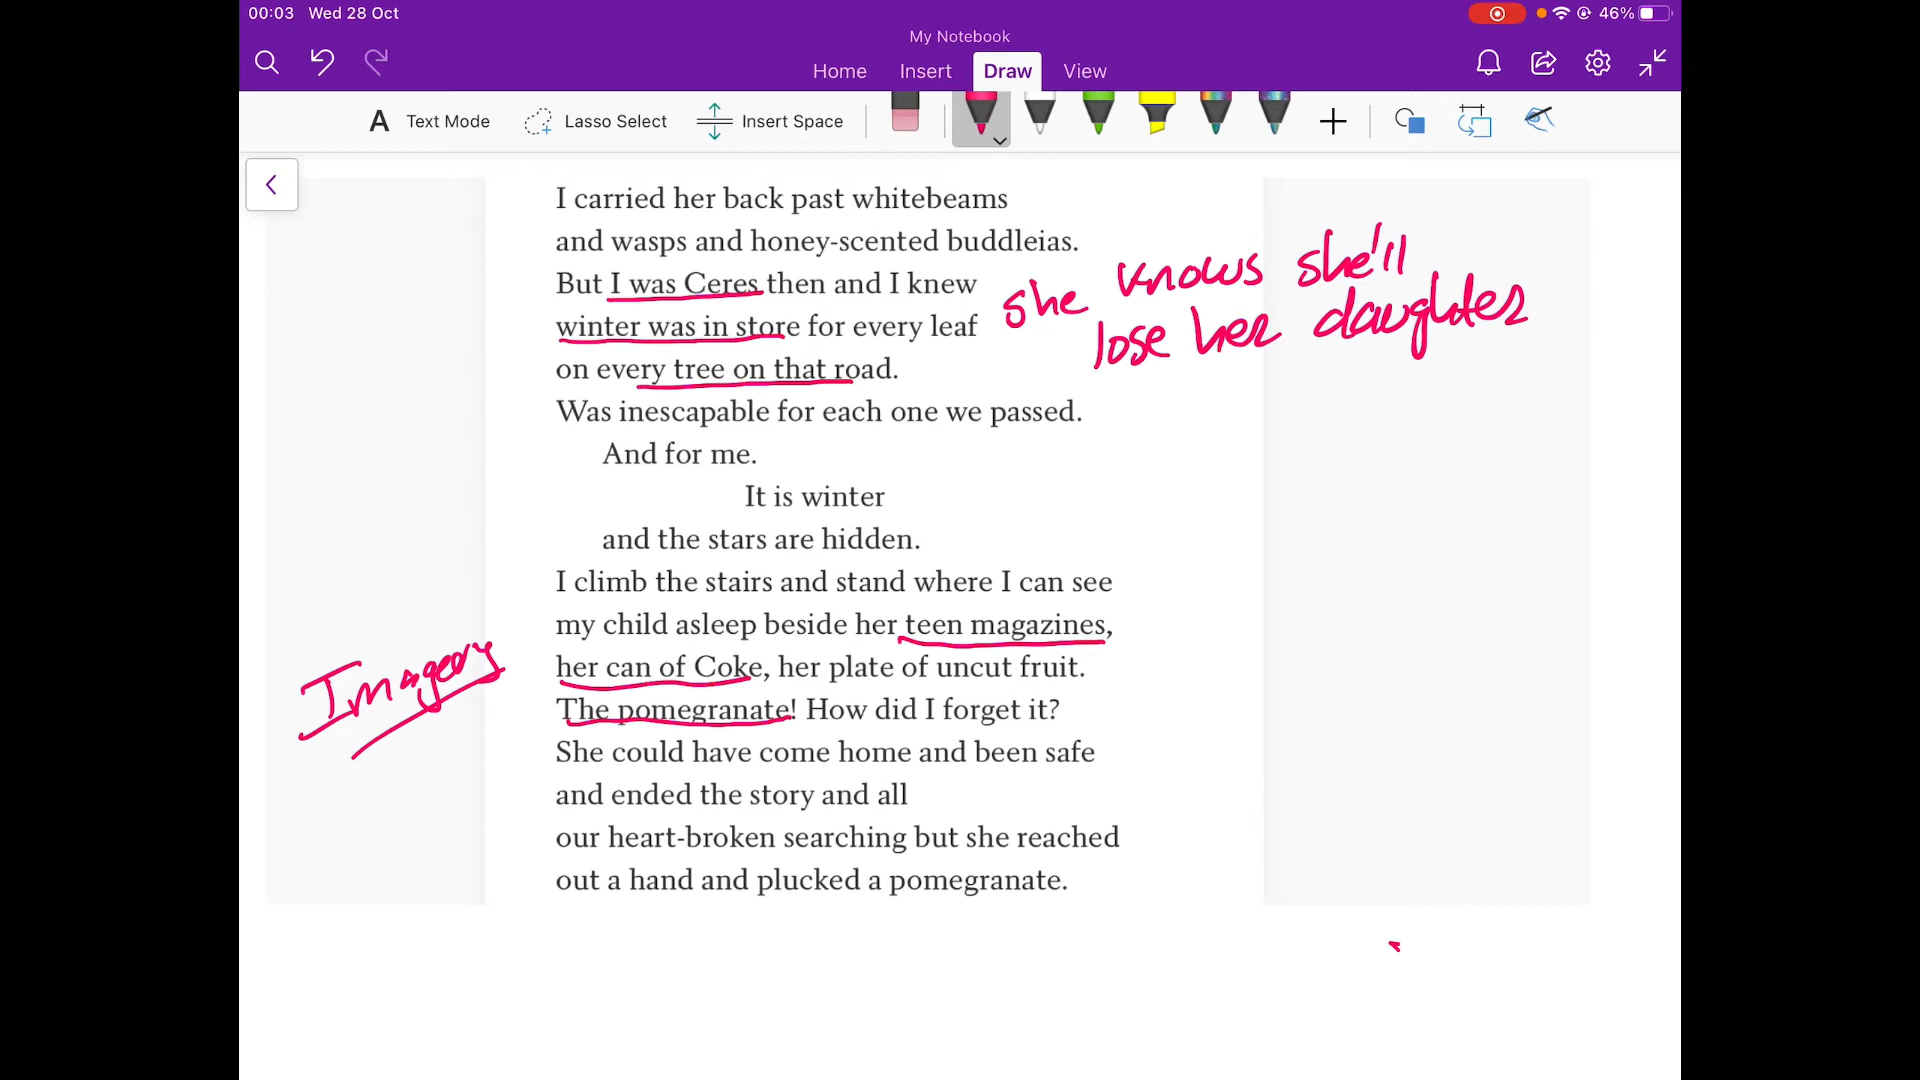 00:03 Wed 28 Oct
46%
My Notebook
Home Insert Draw View
Text Mode Lasso Select Insert Space
I carried her back past whitebeams
and wasps and honey-scented buddleias.
But I was Ceres then and I knew
winter was in store for every leaf
on every tree on that road.
Was inescapable for each one we passed.
And for me.
It is winter
and the stars are hidden.
I climb the stairs and stand where I can see
my child asleep beside her teen magazines,
her can of Coke, her plate of uncut fruit.
The pomegranate! How did I forget it?
She could have come home and been safe
and ended the story and all
our heart-broken searching but she reached
out a hand and plucked a pomegranate.
she knows she'll
lose her daughter
Imagery